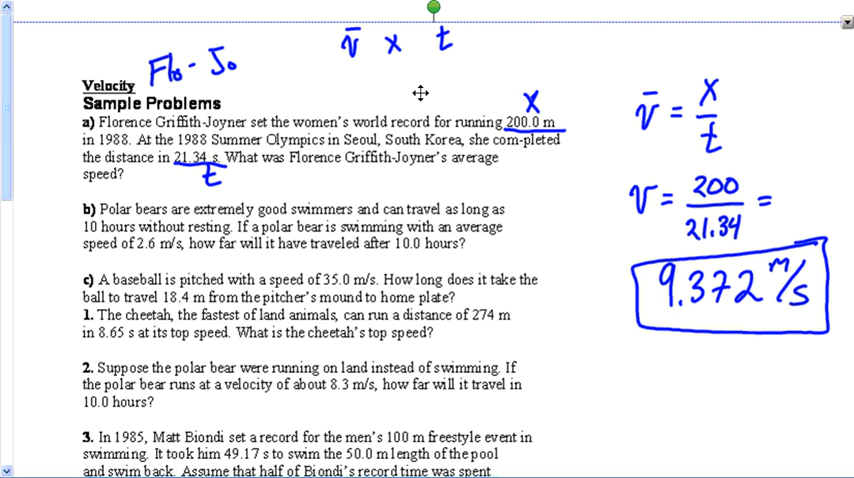 v̄ x t
Flo-Jo
Velocity
Sample Problems
x
a) Florence Griffith-Joyner set the women's world record for running 200.0 m
in 1988. At the 1988 Summer Olympics in Seoul, South Korea, she com-pleted
the distance in 21.34 s. What was Florence Griffith-Joyner's average
speed?
t
v̄ = x/t
v = 200/21.34 =
9.372 m/s
b) Polar bears are extremely good swimmers and can travel as long as
10 hours without resting. If a polar bear is swimming with an average
speed of 2.6 m/s, how far will it have traveled after 10.0 hours?
c) A baseball is pitched with a speed of 35.0 m/s. How long does it take the
ball to travel 18.4 m from the pitcher's mound to home plate?
1. The cheetah, the fastest of land animals, can run a distance of 274 m
in 8.65 s at its top speed. What is the cheetah's top speed?
2. Suppose the polar bear were running on land instead of swimming. If
the polar bear runs at a velocity of about 8.3 m/s, how far will it travel in
10.0 hours?
3. In 1985, Matt Biondi set a record for the men's 100 m freestyle event in
swimming. It took him 49.17 s to swim the 50.0 m length of the pool
and swim back. Assume that half of Biondi's record time was spent